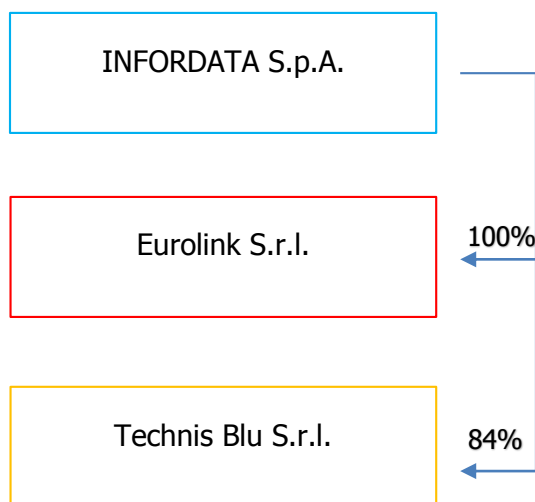 INFORDATA S.p.A.
Eurolink S.r.l.
100%
Technis Blu S.r.l.
84%